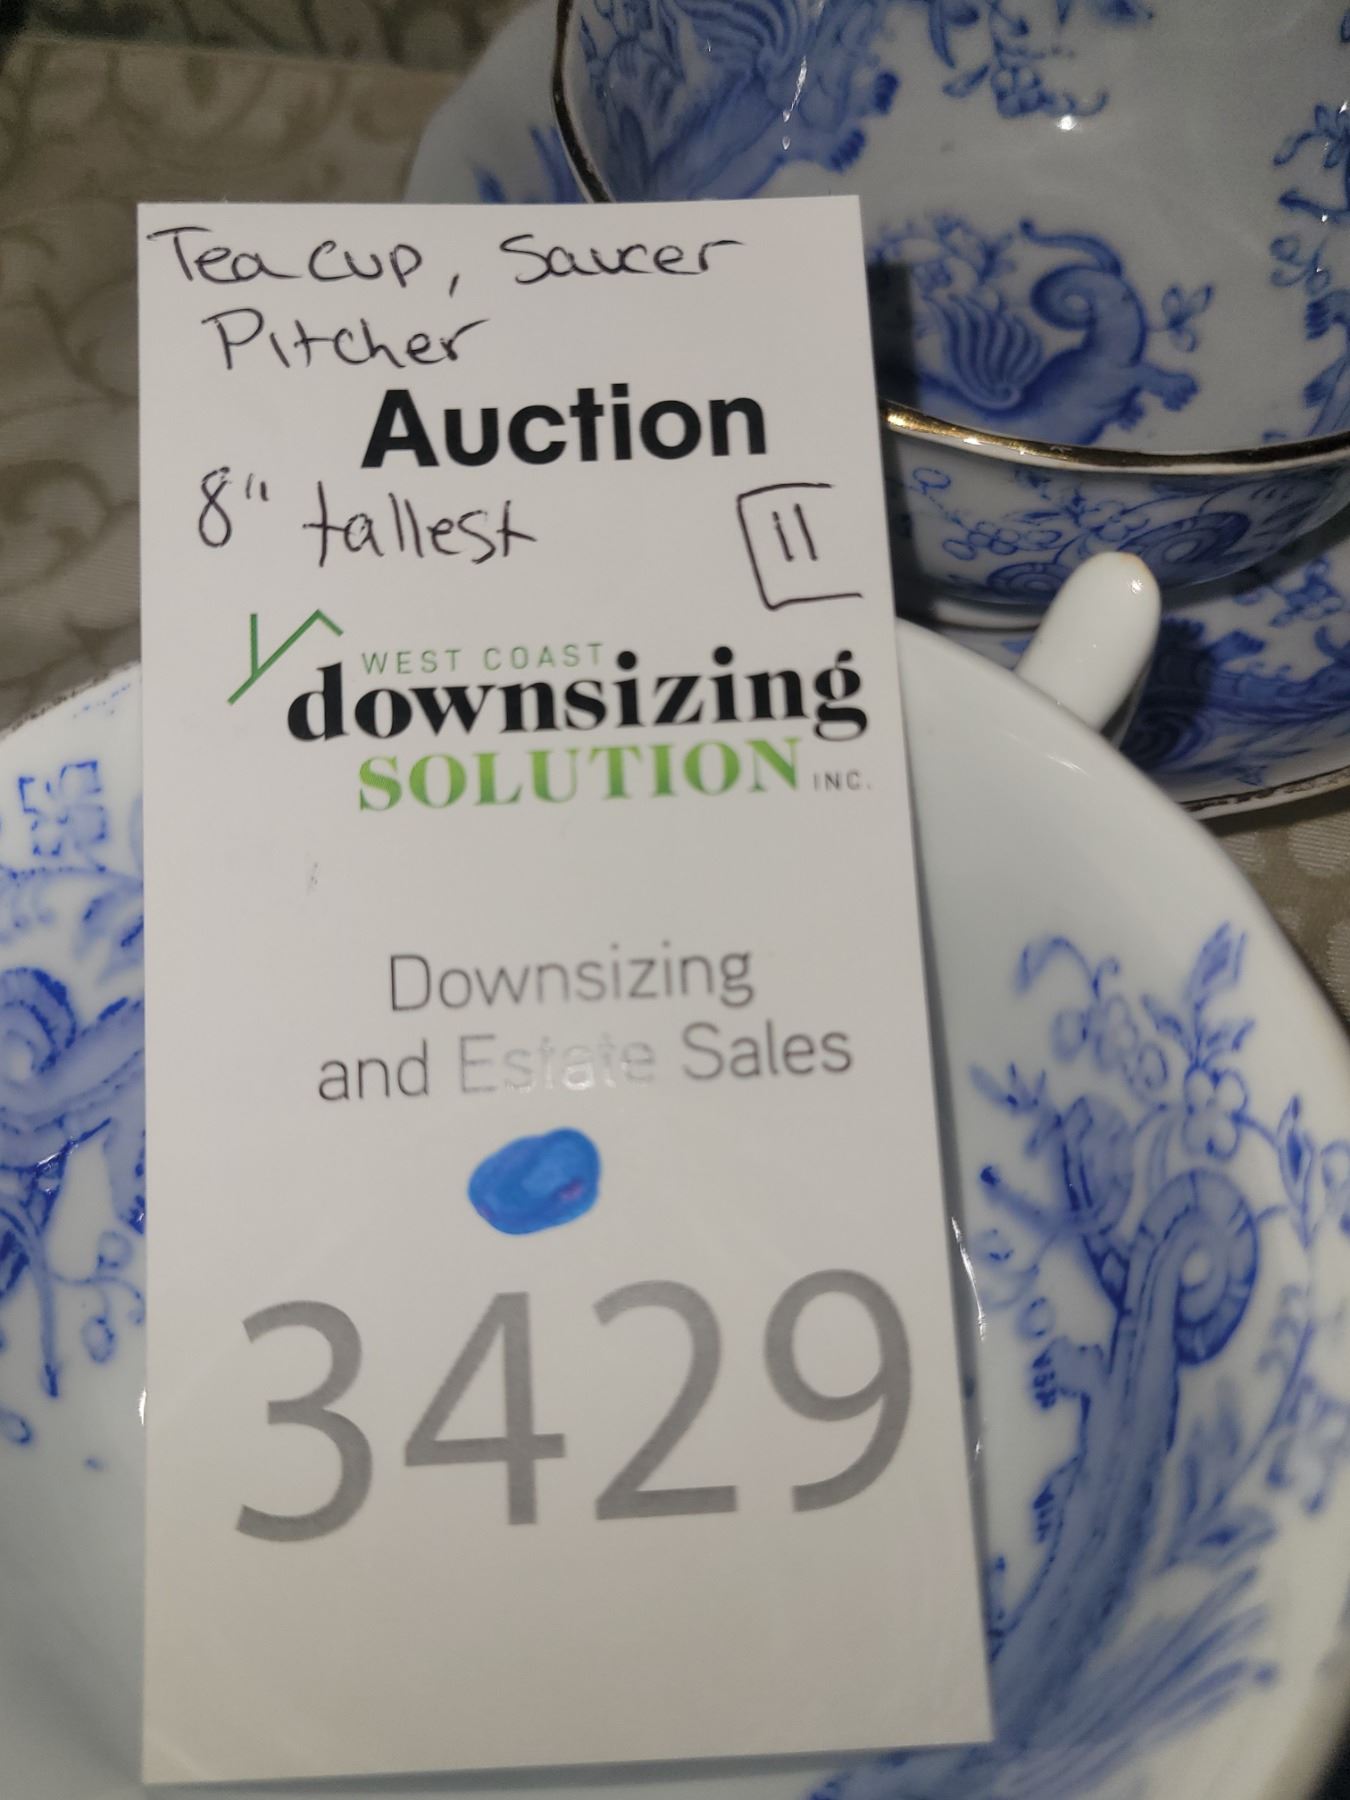 Tea cup, Saucer
Pitcher
Auction
8" tallest
11
WEST COAST
downsizing
SOLUTION INC.
Downsizing
and Estate Sales
3429